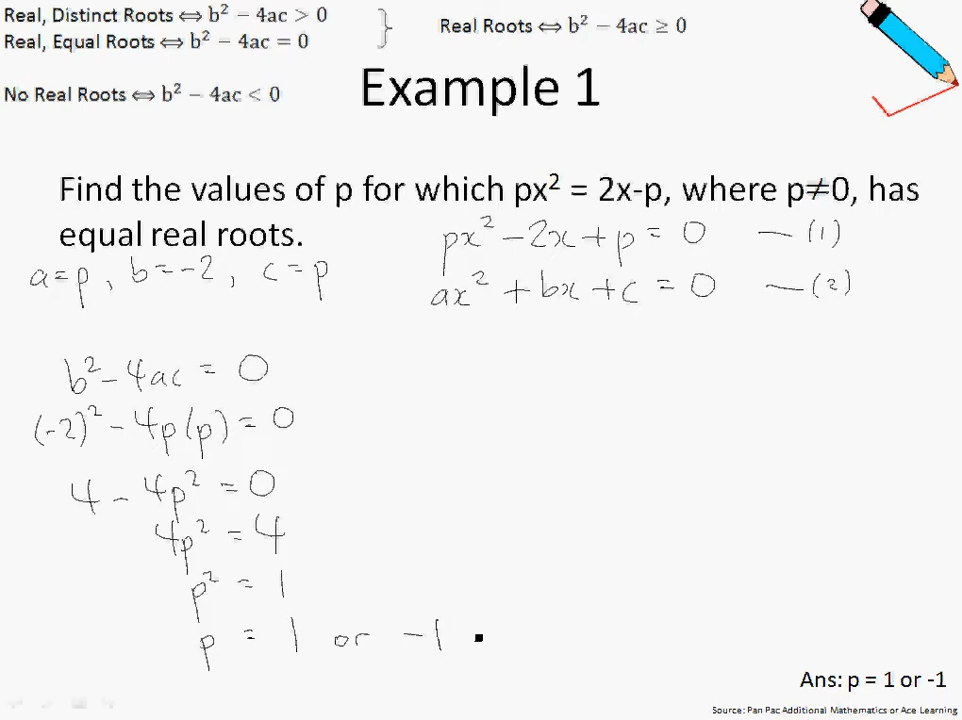 Real, Distinct Roots ⇔ b² − 4ac > 0
Real, Equal Roots ⇔ b² − 4ac = 0
Real Roots ⇔ b² − 4ac ≥ 0
No Real Roots ⇔ b² − 4ac < 0
Example 1
Find the values of p for which px² = 2x-p, where p≠0, has
equal real roots.
px² − 2x + p = 0 — (1)
a=p, b=-2, c=p
ax² + bx + c = 0 — (2)
b² − 4ac = 0
(-2)² − 4p(p) = 0
4 − 4p² = 0
4p² = 4
p² = 1
p = 1 or −1
Ans: p = 1 or -1
Source: Pan Pac Additional Mathematics or Ace Learning